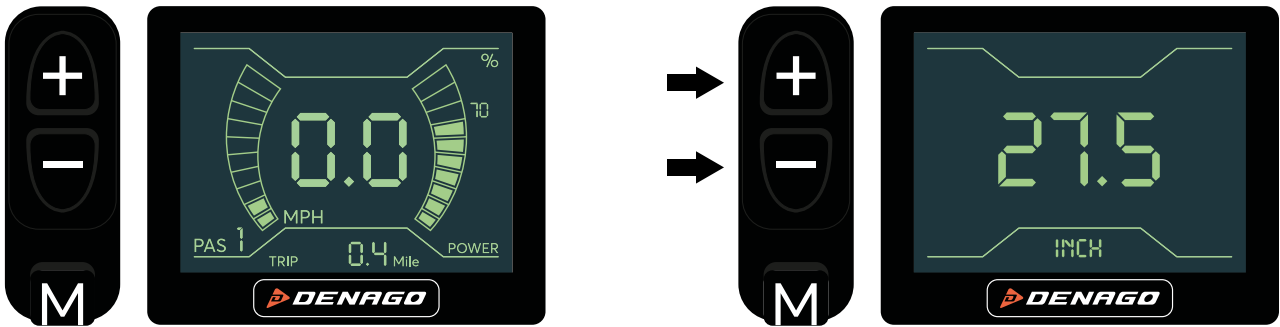 +
%
70
0.0
−
MPH
PAS 1
TRIP 0.4 Mile
POWER
M
DENAGO
+
27.5
−
INCH
M
DENAGO